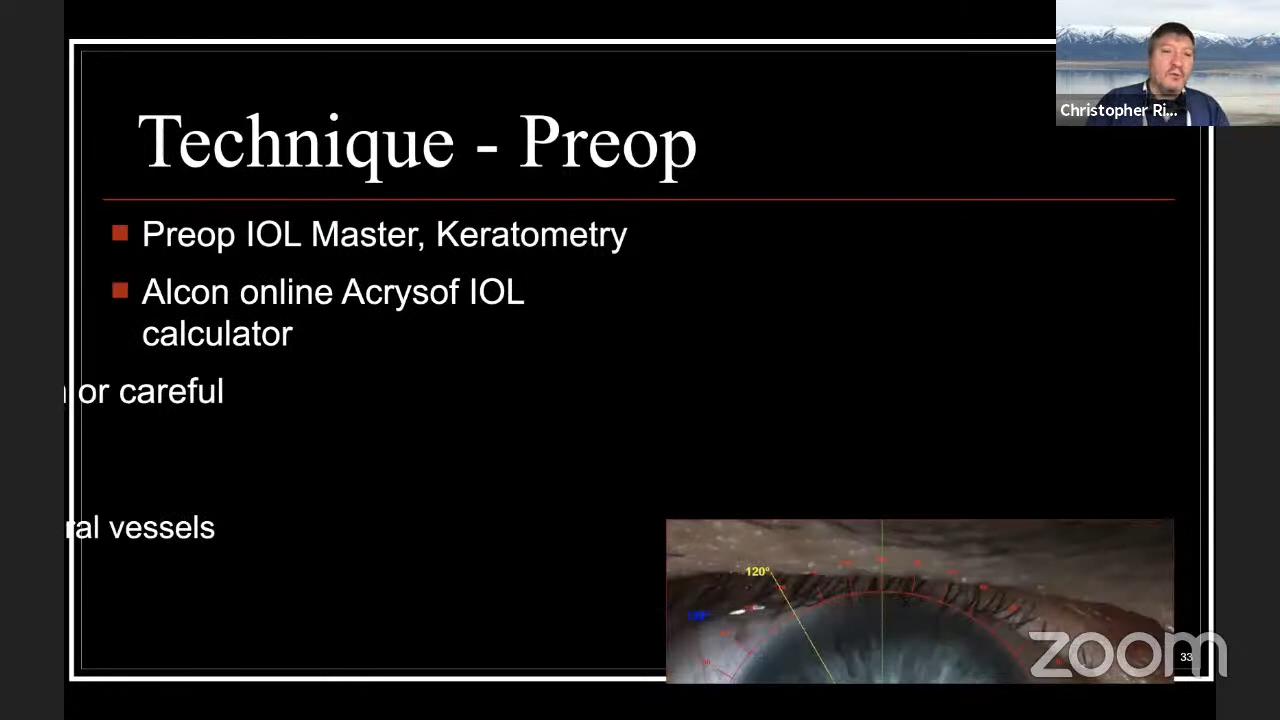 Christopher Ri...
Technique - Preop
Preop IOL Master, Keratometry
Alcon online Acrysof IOL
calculator
or careful
ral vessels
120°
zoom
33